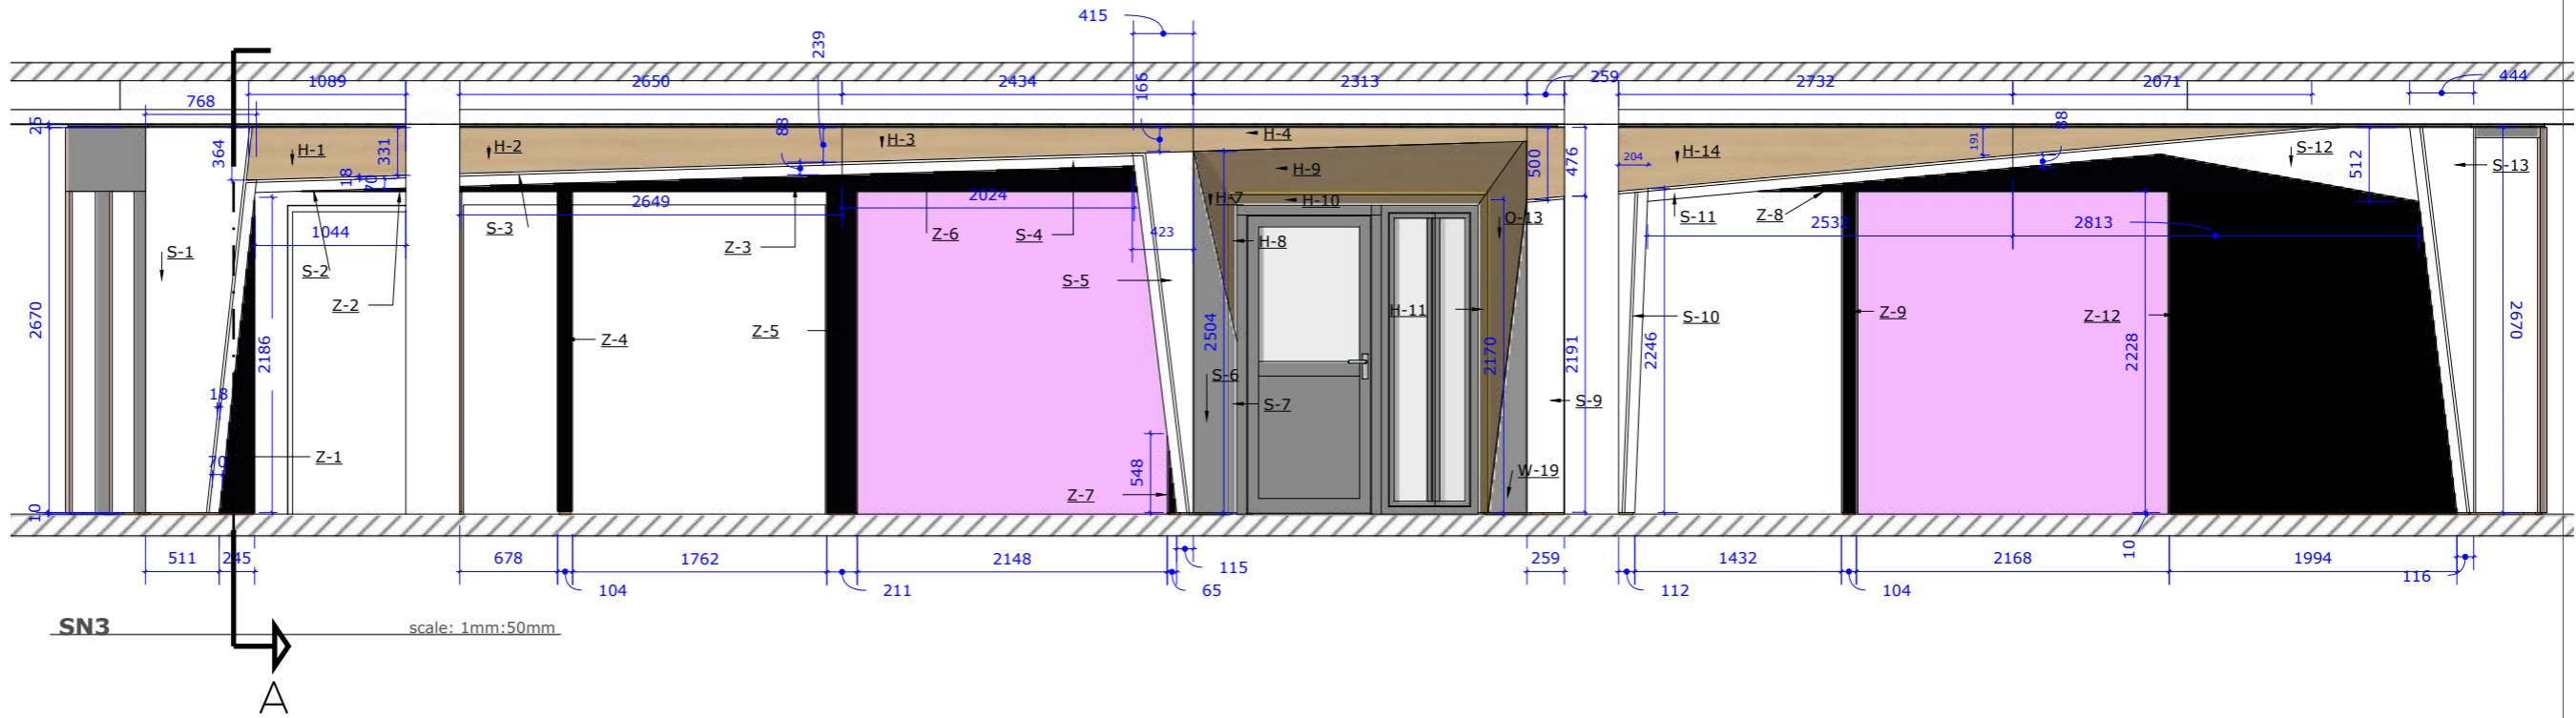 415
239
166
259
444
1089
2650
2434
2313
2732
2071
768
25
364
331
88
88
H-1
H-2
H-3
H-4
H-14
191
S-12
512
S-13
500
476
204
18
70
H-9
H-7
H-10
O-13
S-11
Z-8
2649
2024
1044
S-3
Z-3
Z-6
S-4
423
H-8
2532
2813
S-1
S-2
Z-2
S-5
2670
2186
Z-4
Z-5
2504
H-11
2170
2191
2246
S-10
Z-9
Z-12
2228
2670
18
S-6
S-7
S-9
70
Z-1
548
Z-7
W-19
10
511
245
678
1762
2148
115
259
1432
2168
10
1994
104
211
65
112
104
116
SN3
scale: 1mm:50mm
A